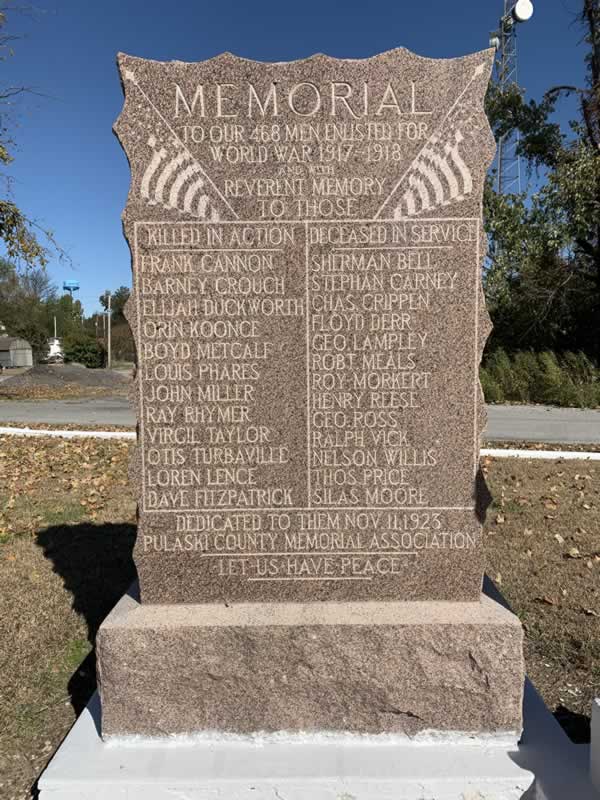 MEMORIAL
TO OUR 468 MEN ENLISTED FOR
WORLD WAR 1917-1918
AND WITH
REVERENT MEMORY
TO THOSE
KILLED IN ACTION
FRANK CANNON
BARNEY CROUCH
ELIJAH DUCKWORTH
ORIN KOONCE
BOYD METCALF
LOUIS PHARES
JOHN MILLER
RAY RHYMER
VIRGIL TAYLOR
OTIS TURBAVILLE
LOREN LENCE
DAVE FITZPATRICK
DECEASED IN SERVICE
SHERMAN BELL
STEPHAN CARNEY
CHAS. CRIPPEN
FLOYD DERR
GEO. LAMPLEY
ROBT. MEALS
ROY MORKERT
HENRY REESE
GEO. ROSS
RALPH VICK
NELSON WILLIS
THOS. PRICE
SILAS MOORE
DEDICATED TO THEM NOV. 11, 1923
PULASKI COUNTY MEMORIAL ASSOCIATION
"LET US HAVE PEACE"